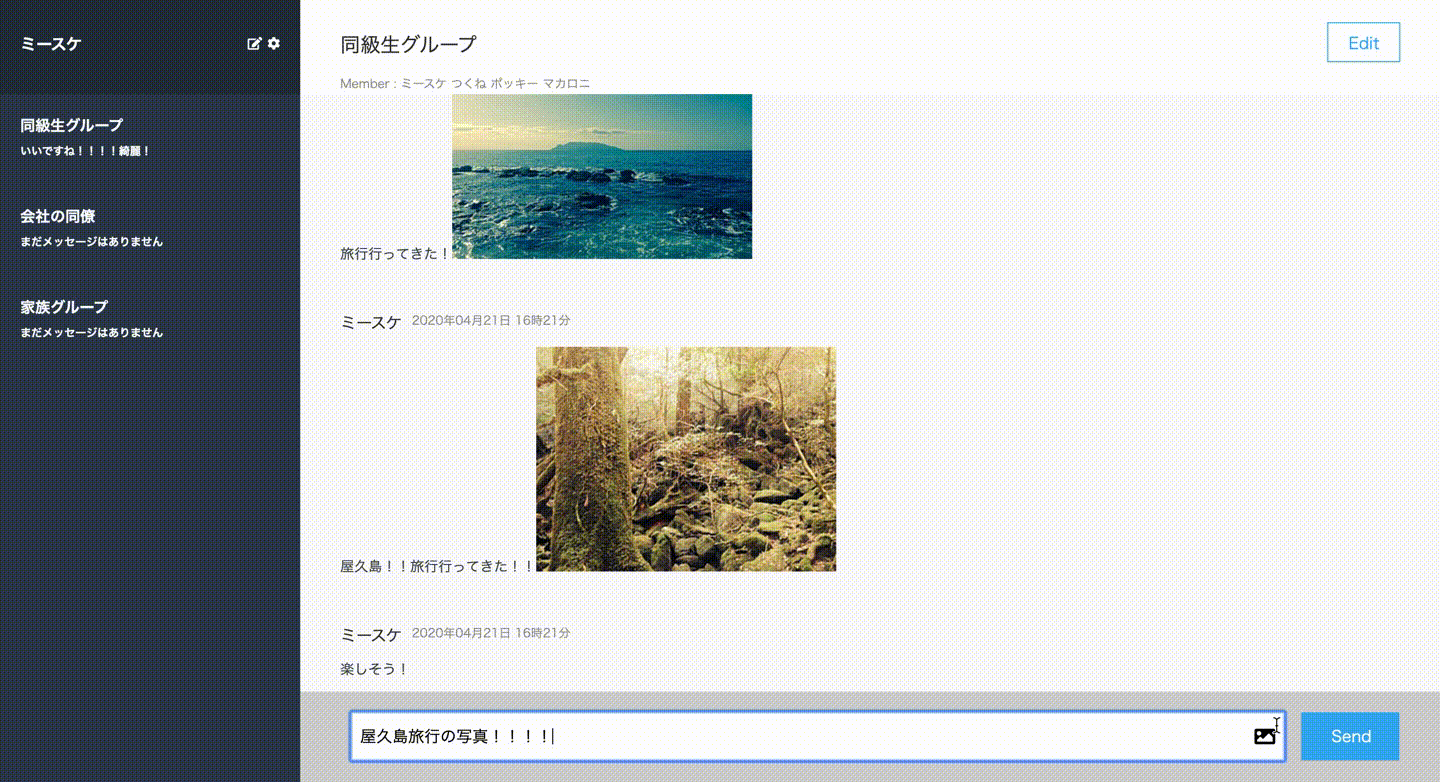 ミースケ
同級生グループ
いいですね！！！！綺麗！
会社の同僚
まだメッセージはありません
家族グループ
まだメッセージはありません
同級生グループ
Edit
Member : ミースケ つくね ポッキー マカロニ
旅行行ってきた！
ミースケ 2020年04月21日 16時21分
屋久島！！旅行行ってきた！！
ミースケ 2020年04月21日 16時21分
楽しそう！
屋久島旅行の写真！！！！
Send